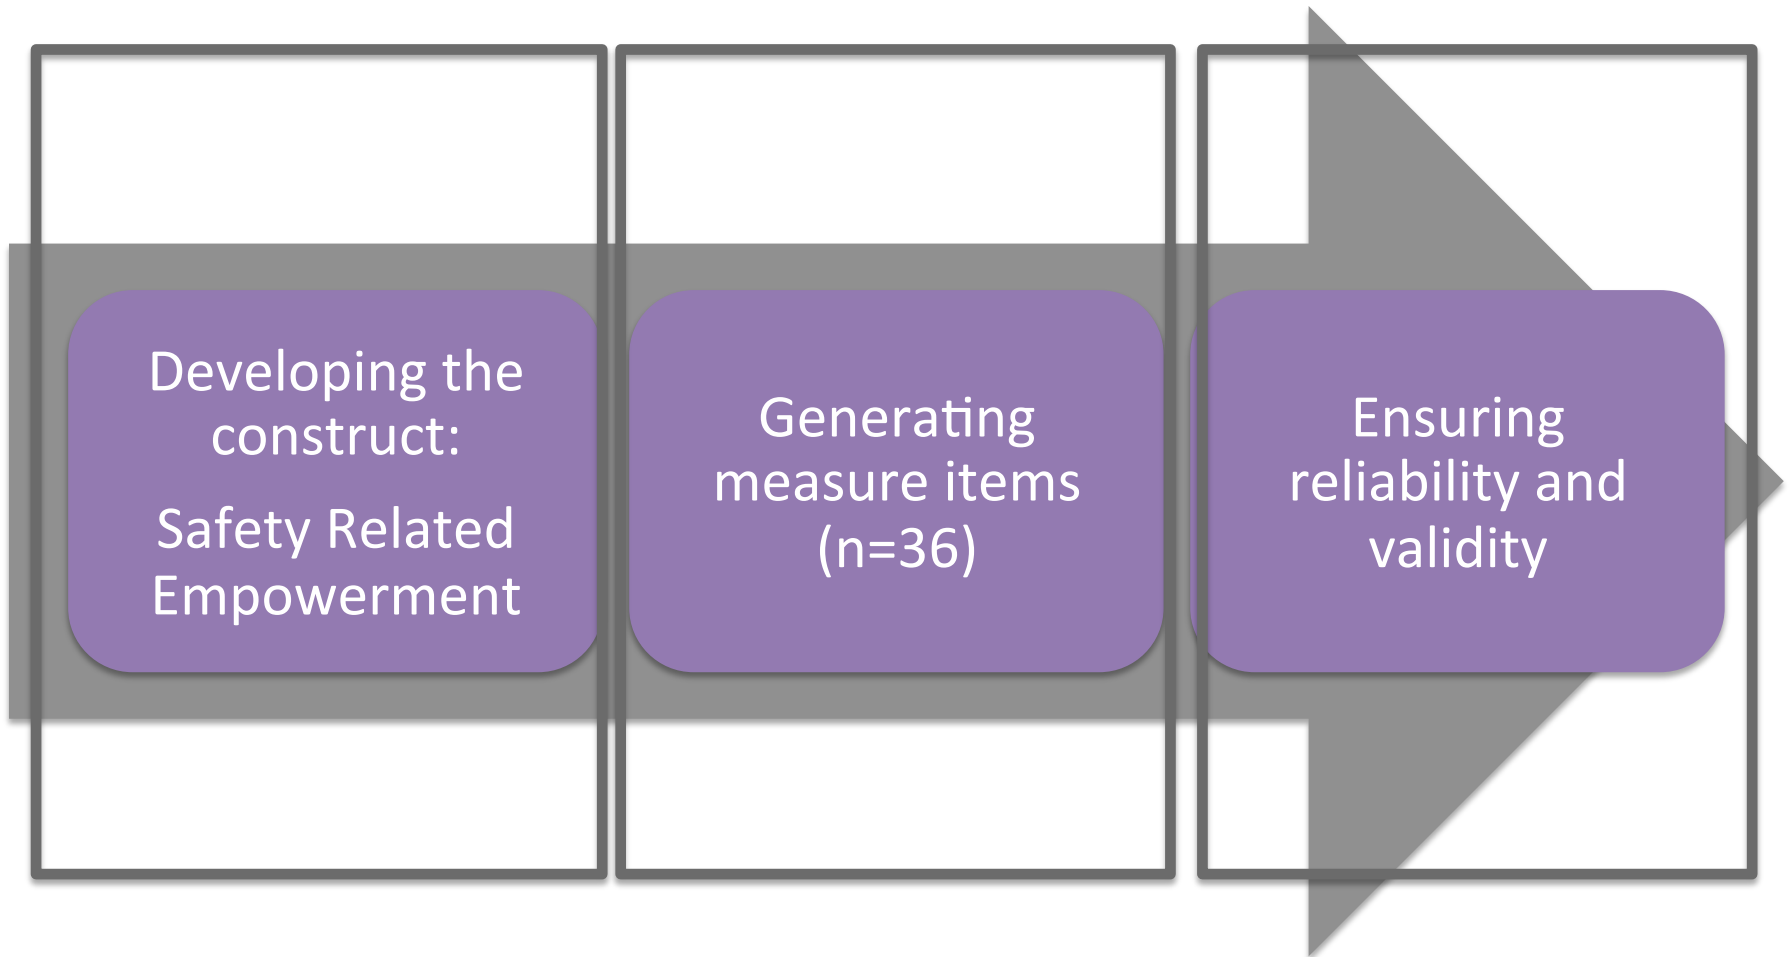 Developing the
construct:
Safety Related
Empowerment
Generating
measure items
(n=36)
Ensuring
reliability and
validity